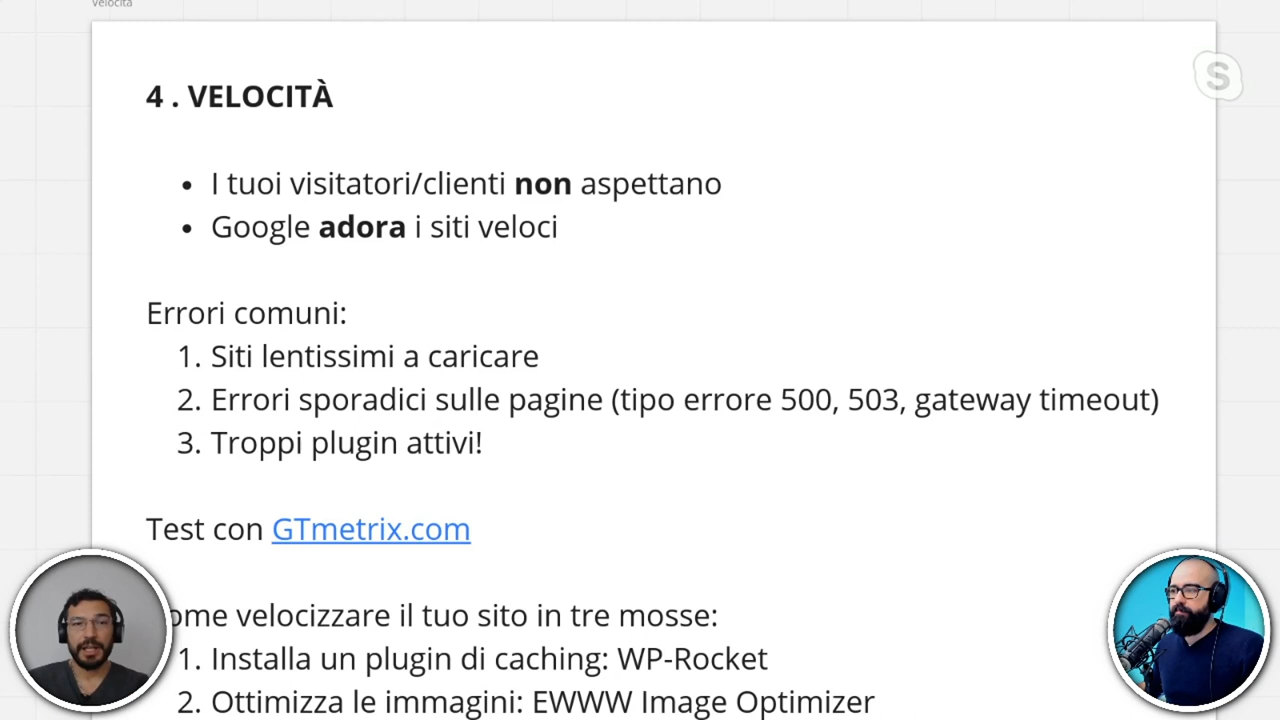 Velocità
4 . VELOCITÀ
S
• I tuoi visitatori/clienti non aspettano
• Google adora i siti veloci
Errori comuni:
1. Siti lentissimi a caricare
2. Errori sporadici sulle pagine (tipo errore 500, 503, gateway timeout)
3. Troppi plugin attivi!
Test con GTmetrix.com
ome velocizzare il tuo sito in tre mosse:
1. Installa un plugin di caching: WP-Rocket
2. Ottimizza le immagini: EWWW Image Optimizer